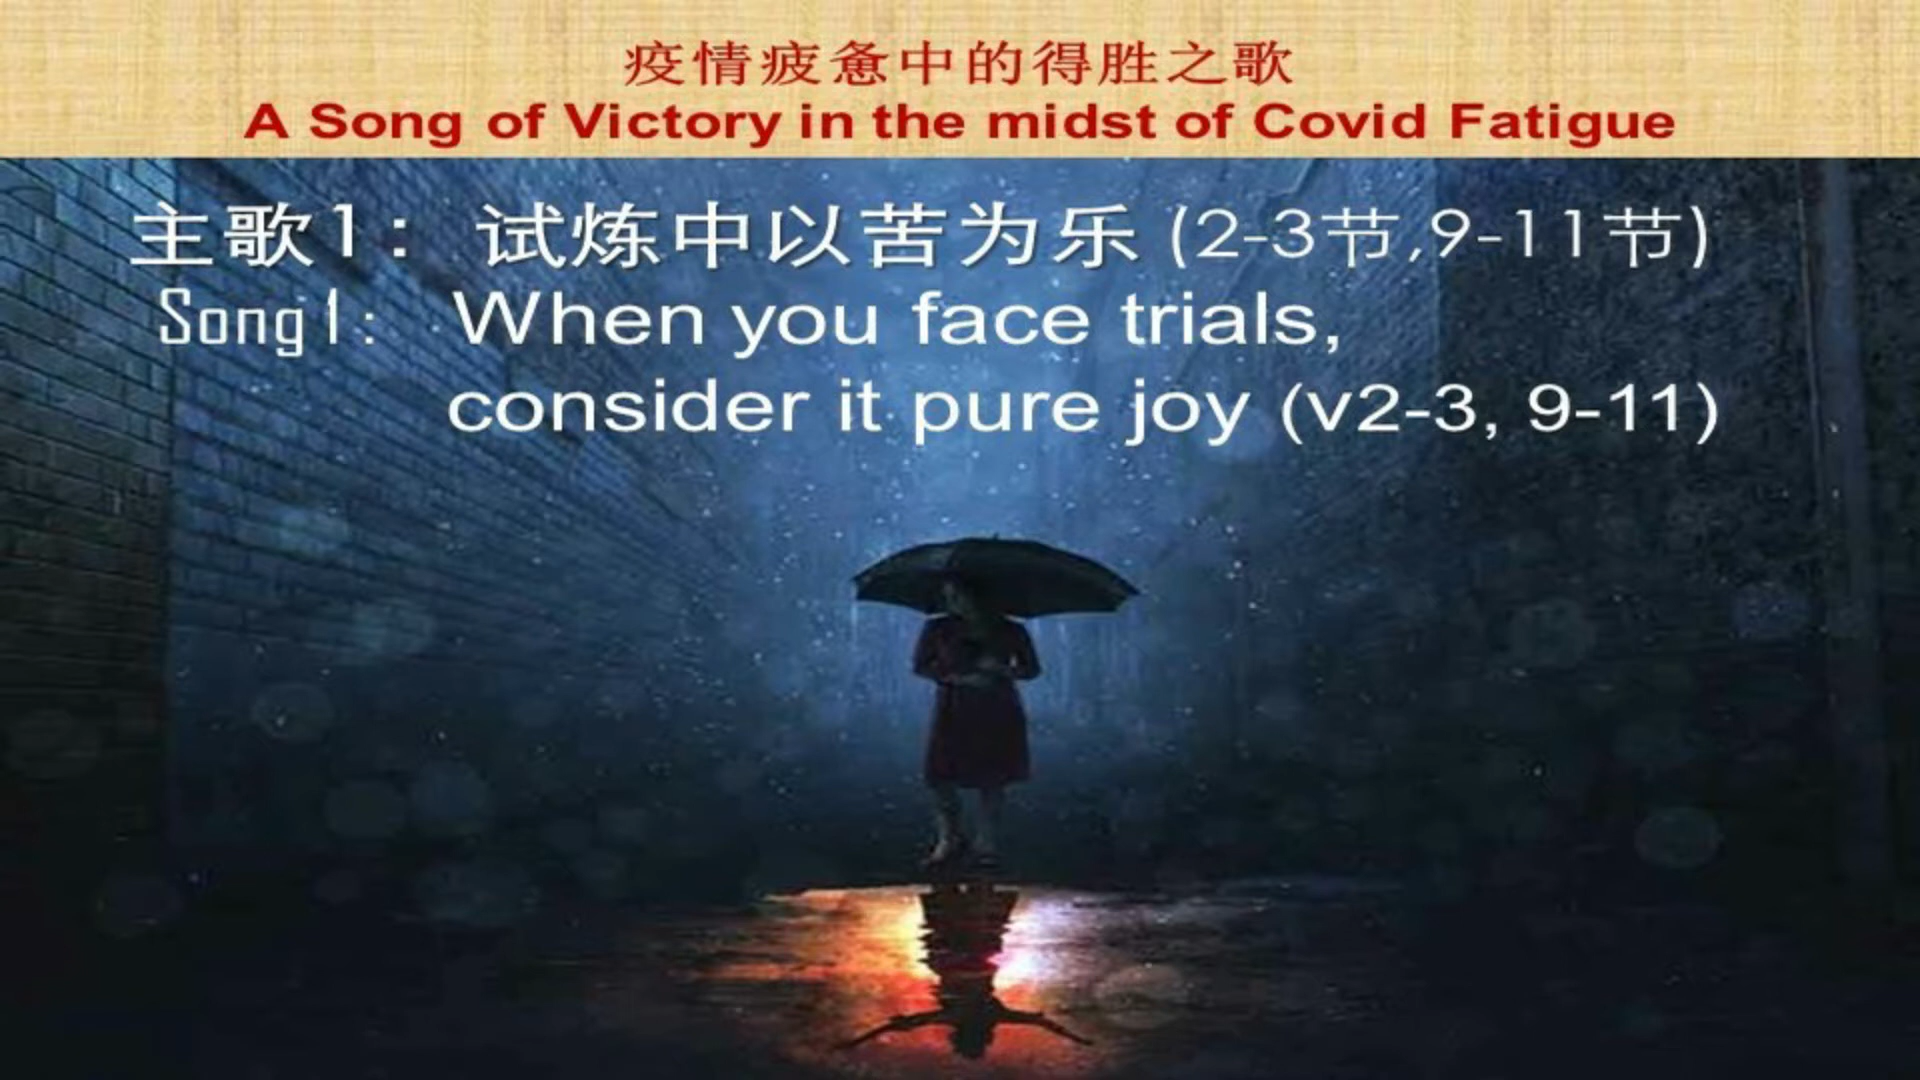 疫情疲惫中的得胜之歌
A Song of Victory in the midst of Covid Fatigue
主歌1： 试炼中以苦为乐 (2-3节,9-11节)
Song1: When you face trials,
consider it pure joy (v2-3, 9-11)